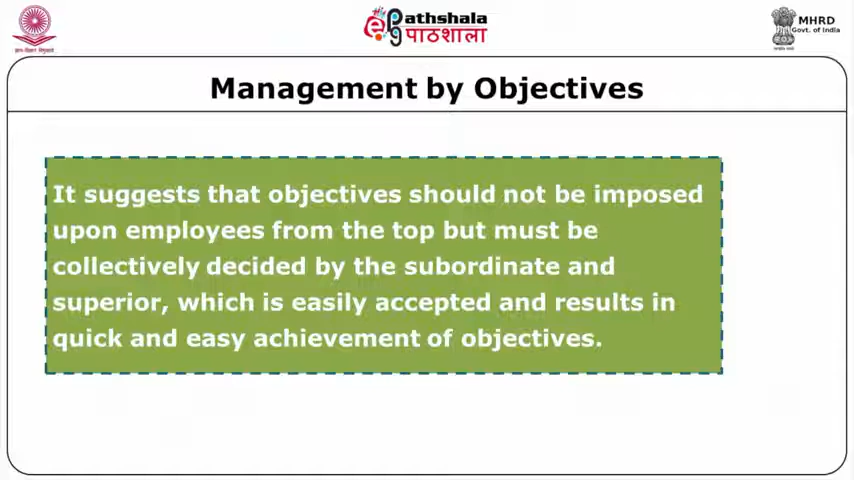 ePathshala
पाठशाला
MHRD
Govt. of India
Management by Objectives
It suggests that objectives should not be imposed
upon employees from the top but must be
collectively decided by the subordinate and
superior, which is easily accepted and results in
quick and easy achievement of objectives.